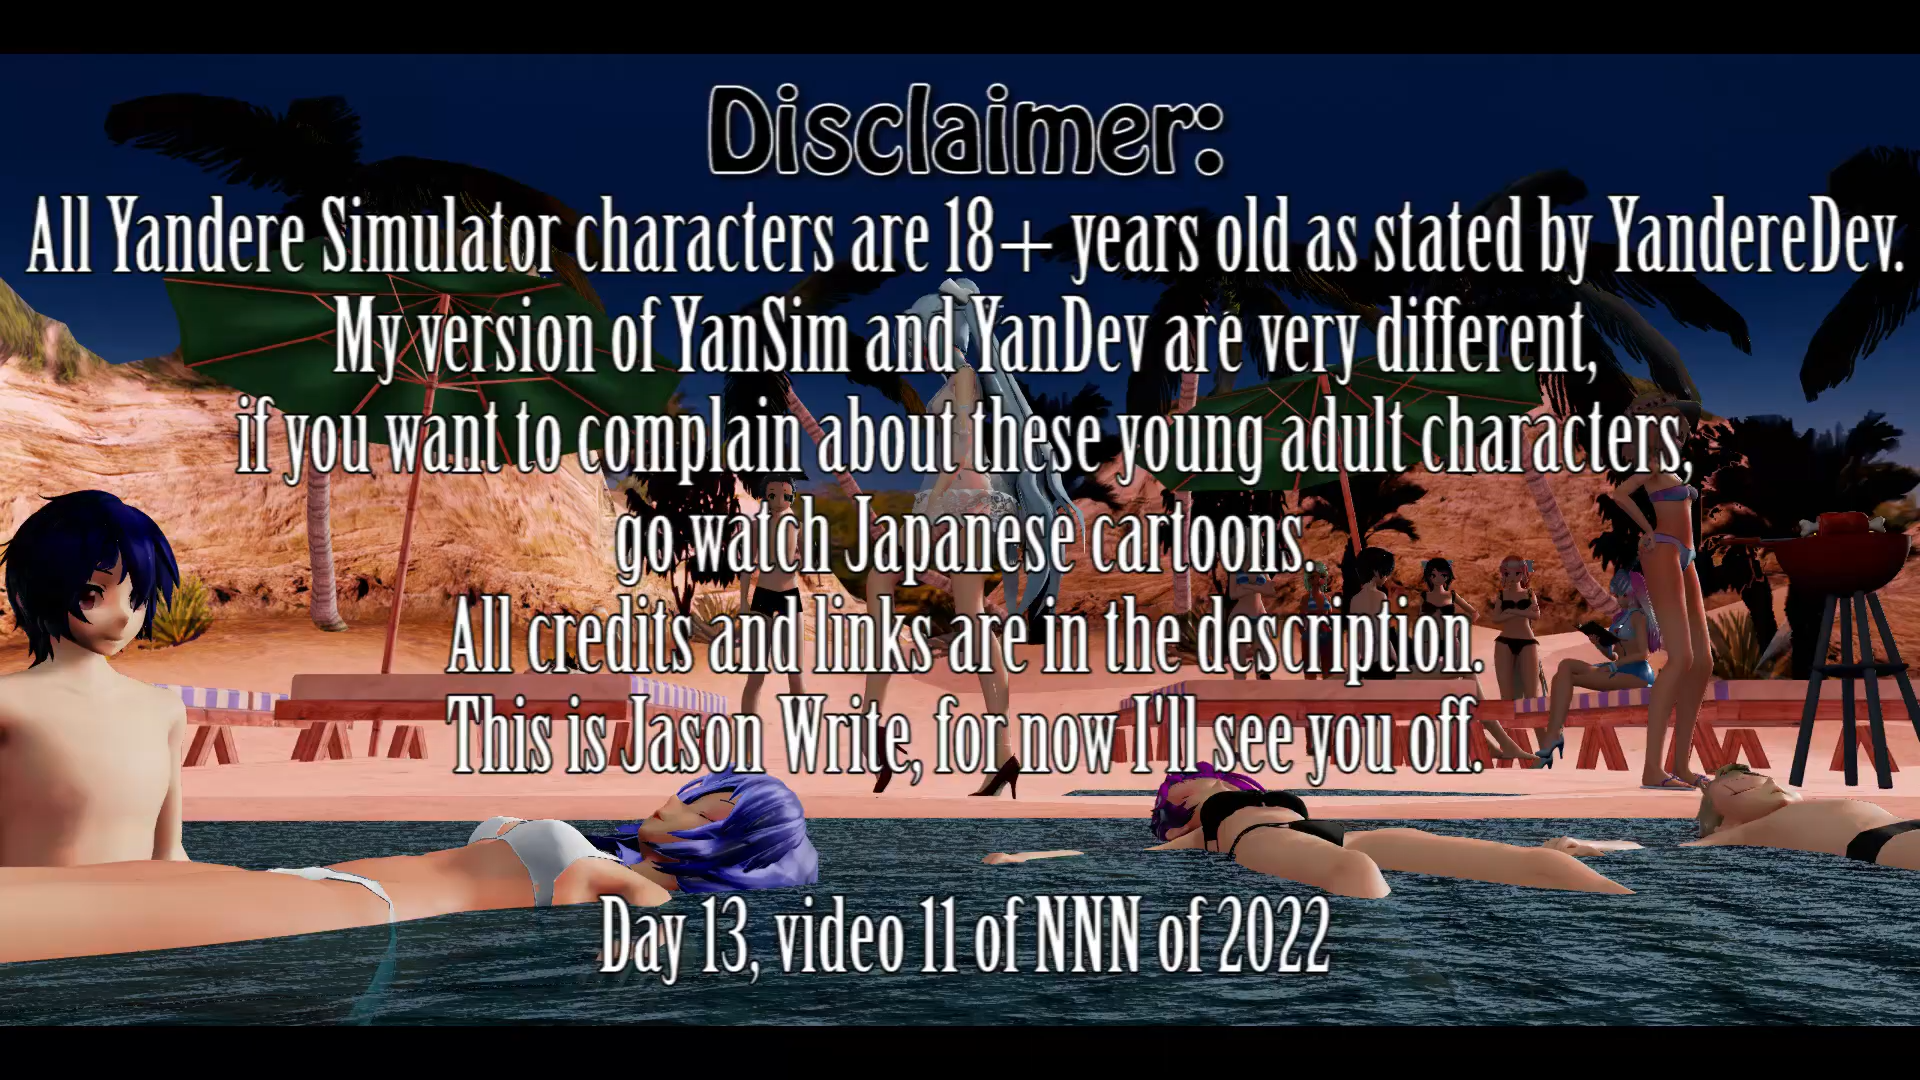 Disclaimer:
All Yandere Simulator characters are 18+ years old as stated by YandereDev.
My version of YanSim and YanDev are very different,
if you want to complain about these young adult characters,
go watch Japanese cartoons.
All credits and links are in the description.
This is Jason Write, for now I'll see you off.
Day 13, video 11 of NNN of 2022